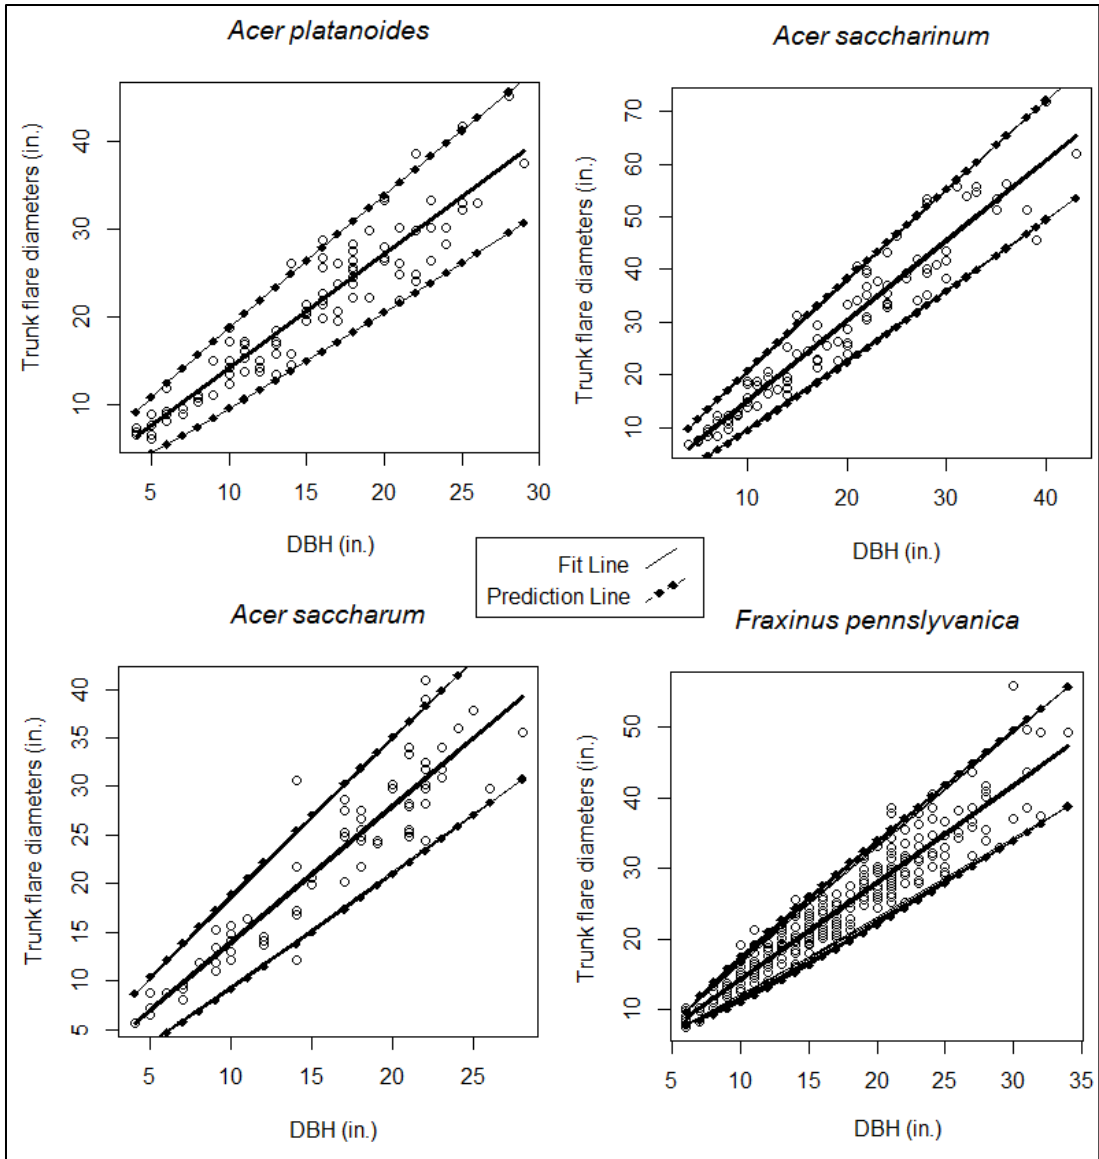 Acer platanoides
Trunk flare diameters (in.)
40
30
20
10
5 10 15 20 25 30
DBH (in.)
Acer saccharinum
Trunk flare diameters (in.)
70
60
50
40
30
20
10
10 20 30 40
DBH (in.)
Fit Line
Prediction Line
Acer saccharum
Trunk flare diameters (in.)
40
35
30
25
20
15
10
5
5 10 15 20 25
DBH (in.)
Fraxinus pennslyvanica
Trunk flare diameters (in.)
50
40
30
20
10
5 10 15 20 25 30 35
DBH (in.)